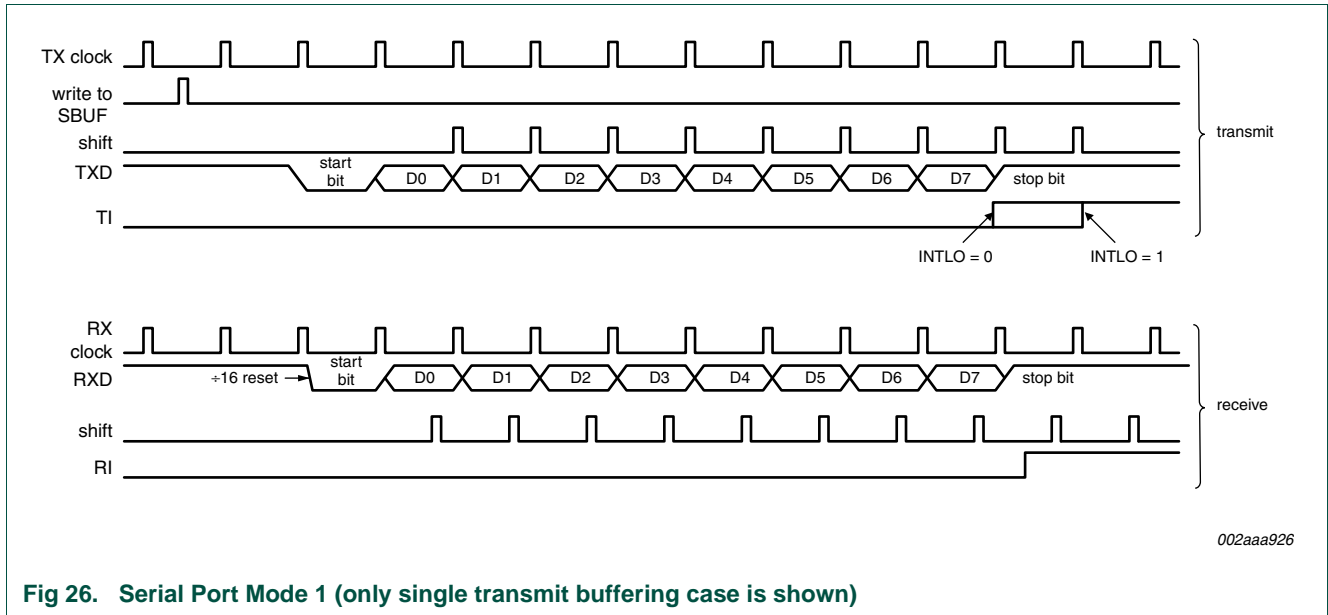 TX clock
write to
SBUF
shift
TXD
start
bit
D0 D1 D2 D3 D4 D5 D6 D7 stop bit
TI
INTLO = 0 INTLO = 1
transmit
RX
clock
RXD
÷16 reset
start
bit
D0 D1 D2 D3 D4 D5 D6 D7 stop bit
shift
RI
receive
002aaa926
Fig 26. Serial Port Mode 1 (only single transmit buffering case is shown)